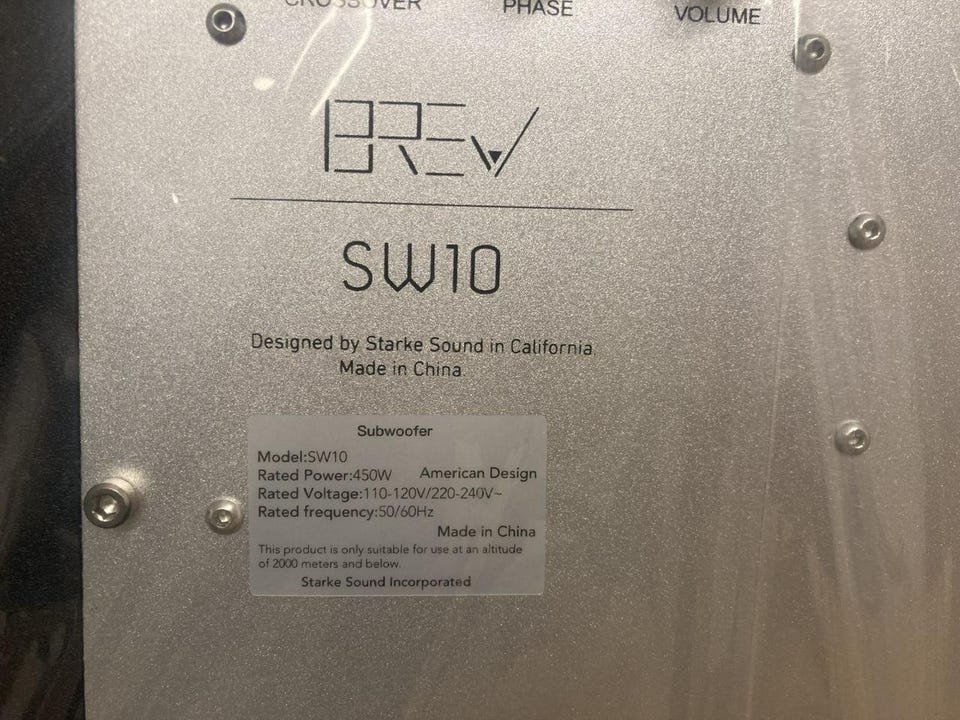 CROSSOVER PHASE VOLUME
BREW
SW10
Designed by Starke Sound in California
Made in China
Subwoofer
Model:SW10
Rated Power:450W American Design
Rated Voltage:110-120V/220-240V~
Rated frequency:50/60Hz
Made in China
This product is only suitable for use at an altitude
of 2000 meters and below.
Starke Sound Incorporated